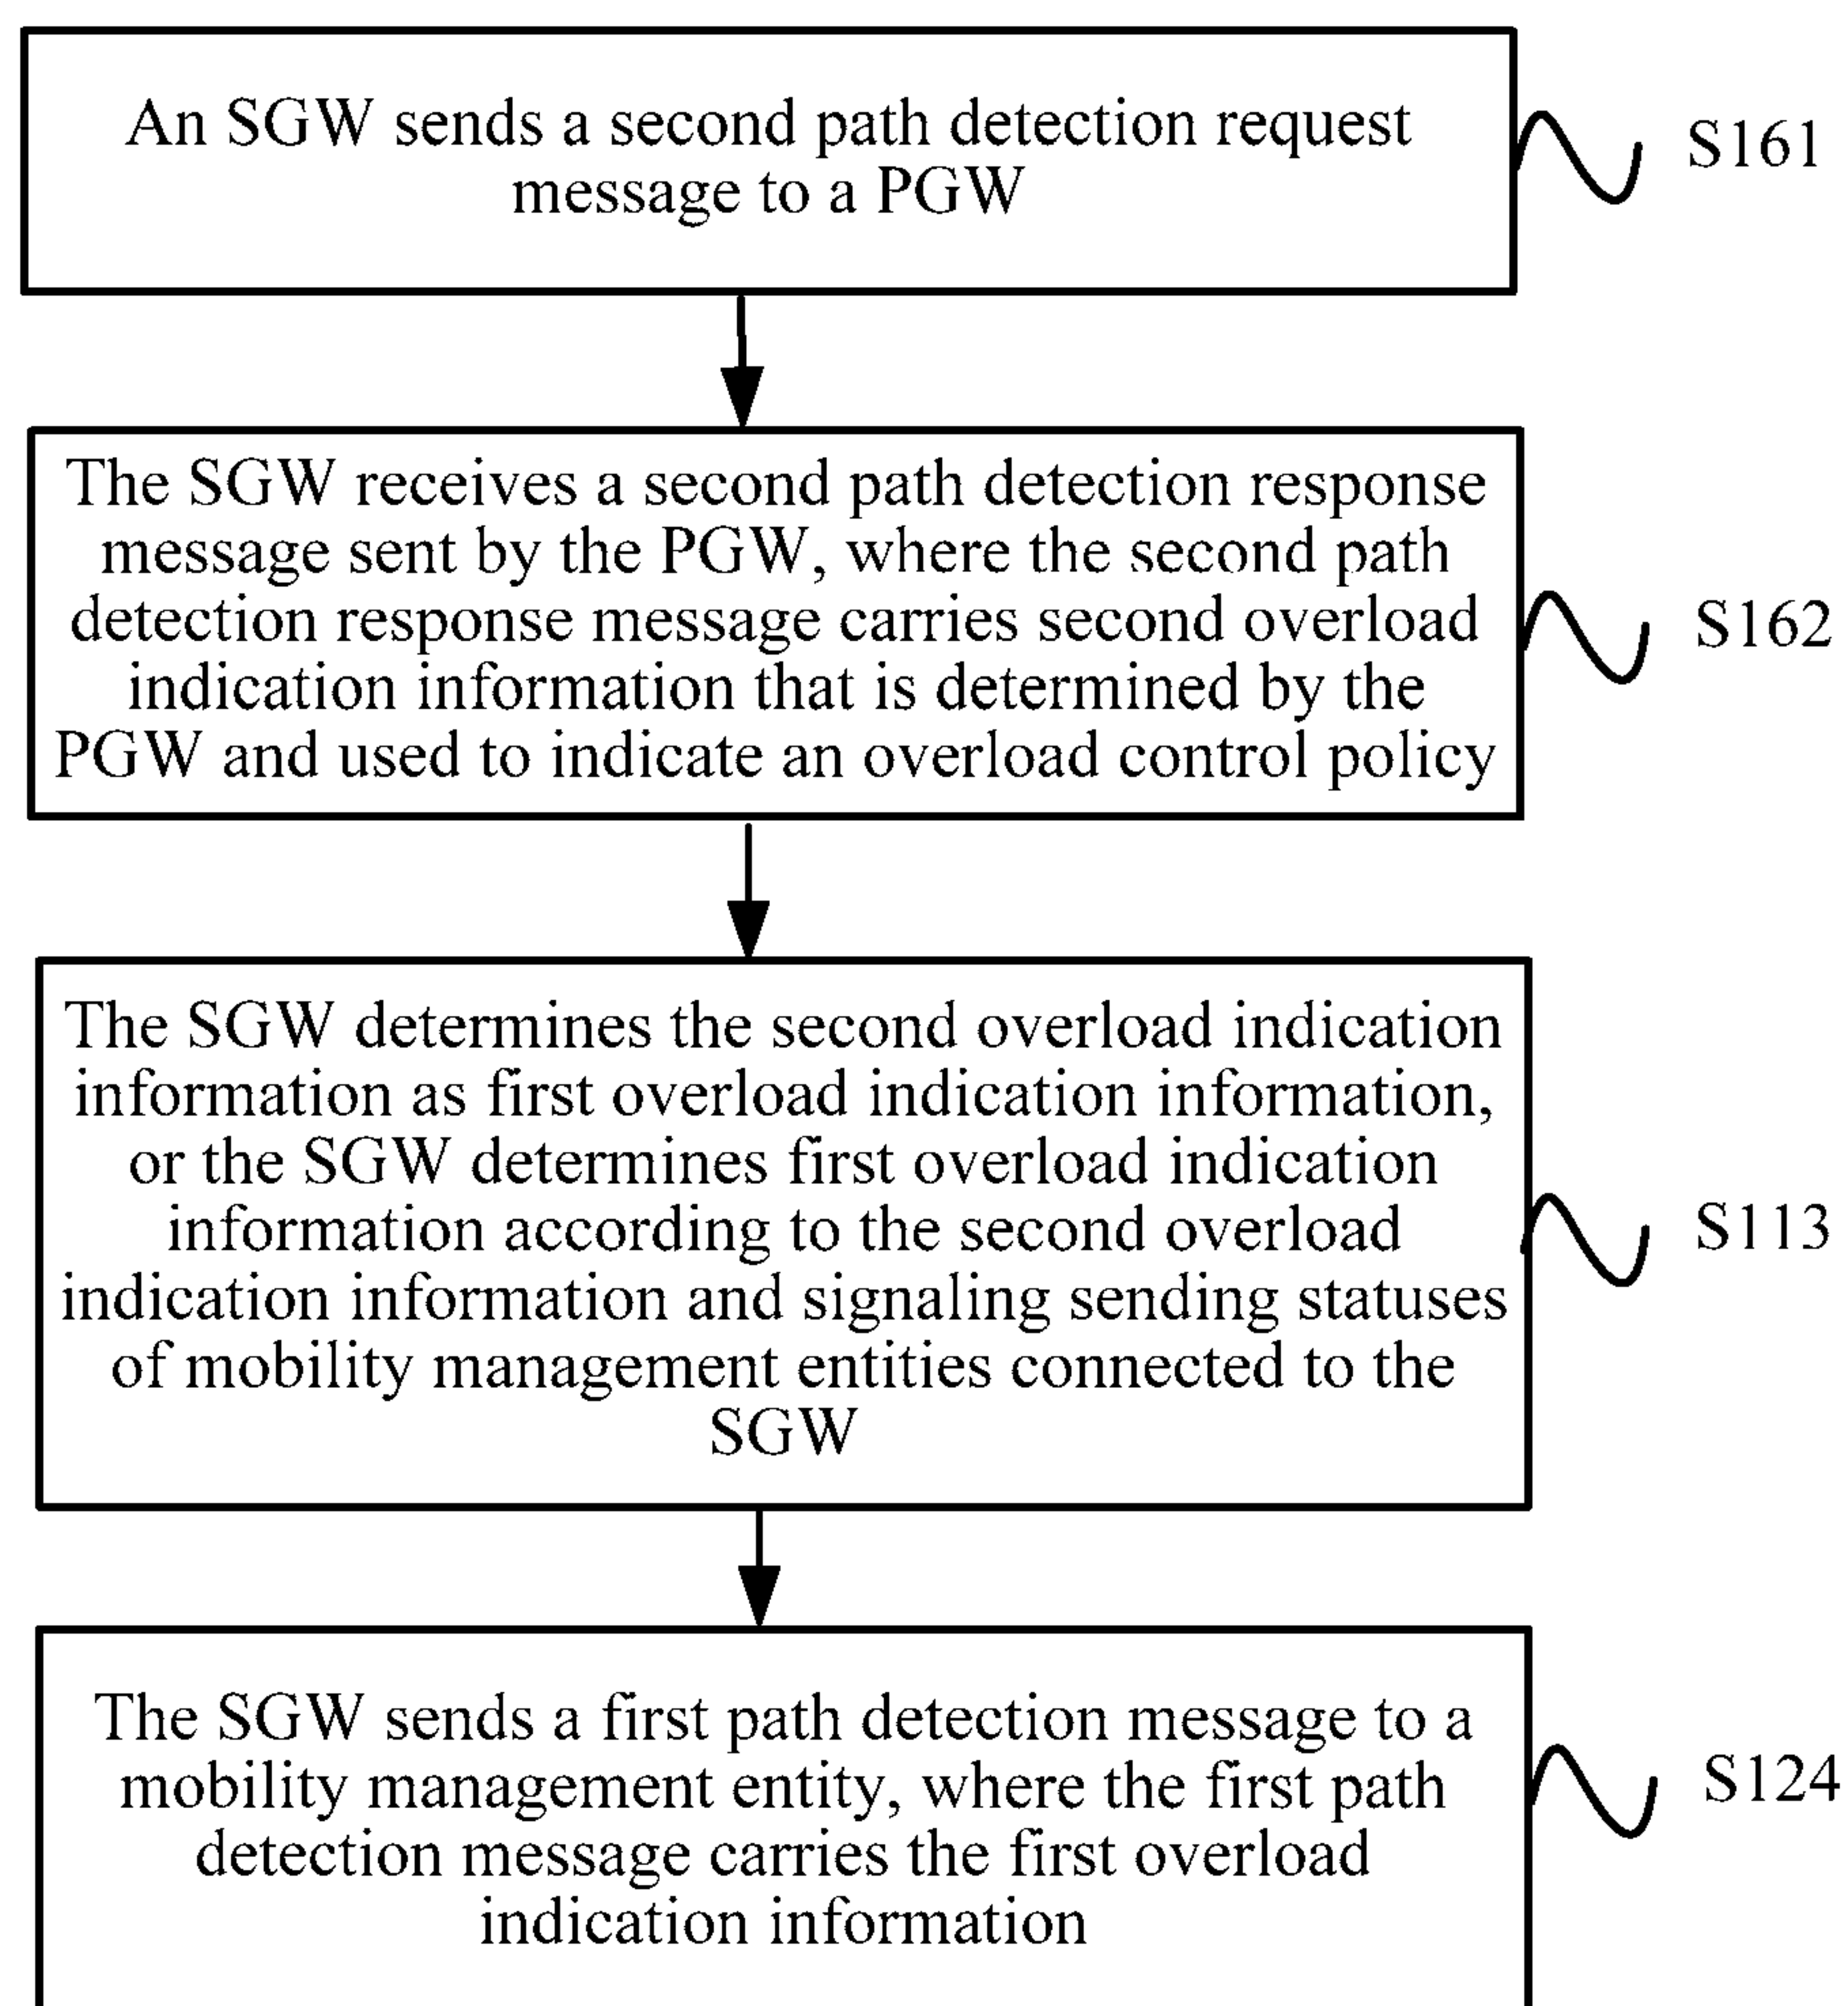 An SGW sends a second path detection request
message to a PGW
S161
The SGW receives a second path detection response
message sent by the PGW, where the second path
detection response message carries second overload
indication information that is determined by the
PGW and used to indicate an overload control policy
S162
The SGW determines the second overload indication
information as first overload indication information,
or the SGW determines first overload indication
information according to the second overload
indication information and signaling sending statuses
of mobility management entities connected to the
SGW
S113
The SGW sends a first path detection message to a
mobility management entity, where the first path
detection message carries the first overload
indication information
S124